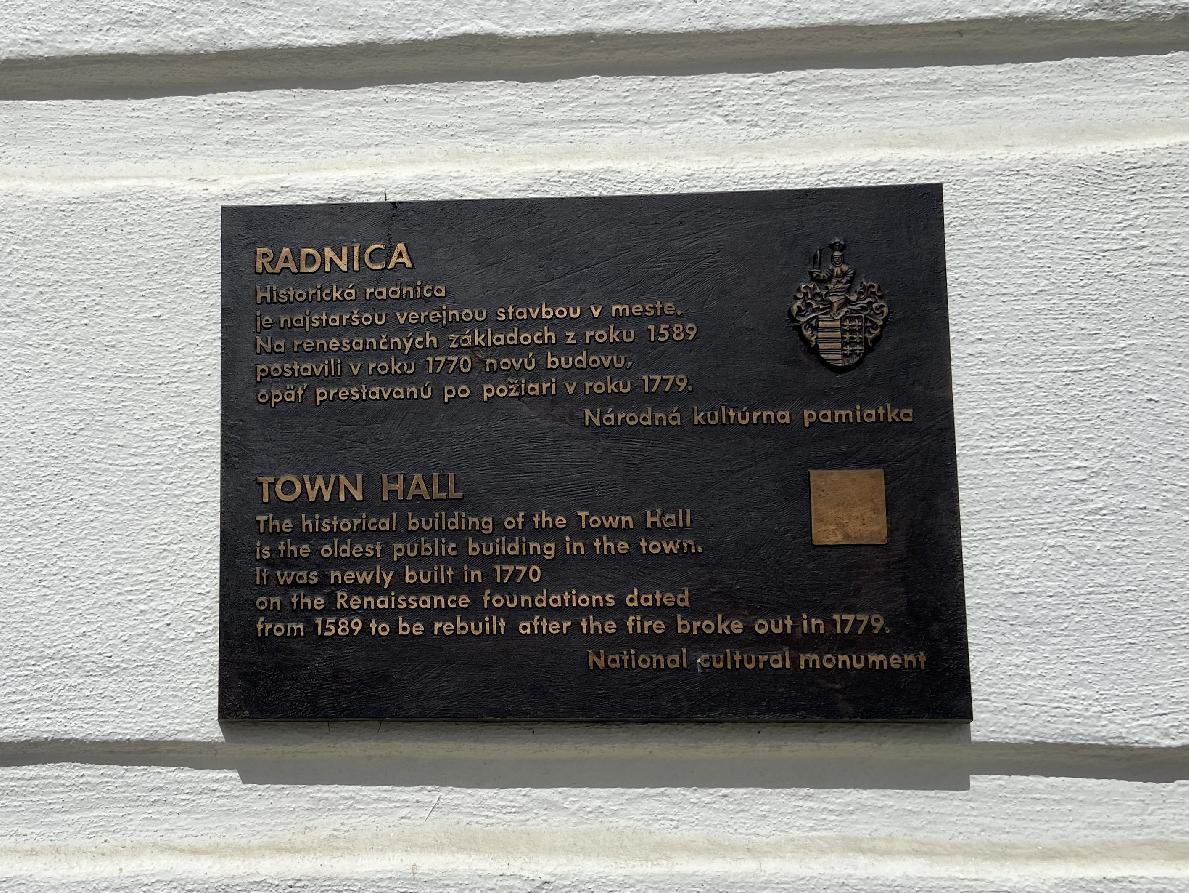 RADNICA
Historická radnica
je najstaršou verejnou stavbou v meste.
Na renesančných základoch z roku 1589
postavili v roku 1770 novú budovu,
opäť prestavanú po požiari v roku 1779.
Národná kultúrna pamiatka
TOWN HALL
The historical building of the Town Hall
is the oldest public building in the town.
It was newly built in 1770
on the Renaissance foundations dated
from 1589 to be rebuilt after the fire broke out in 1779.
National cultural monument